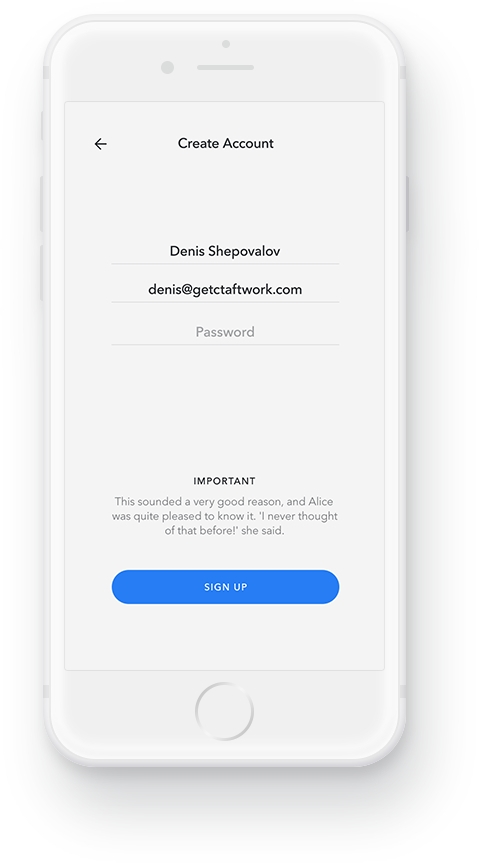 Create Account
Denis Shepovalov
denis@getctaftwork.com
Password
IMPORTANT
This sounded a very good reason, and Alice
was quite pleased to know it. 'I never thought
of that before!' she said.
SIGN UP